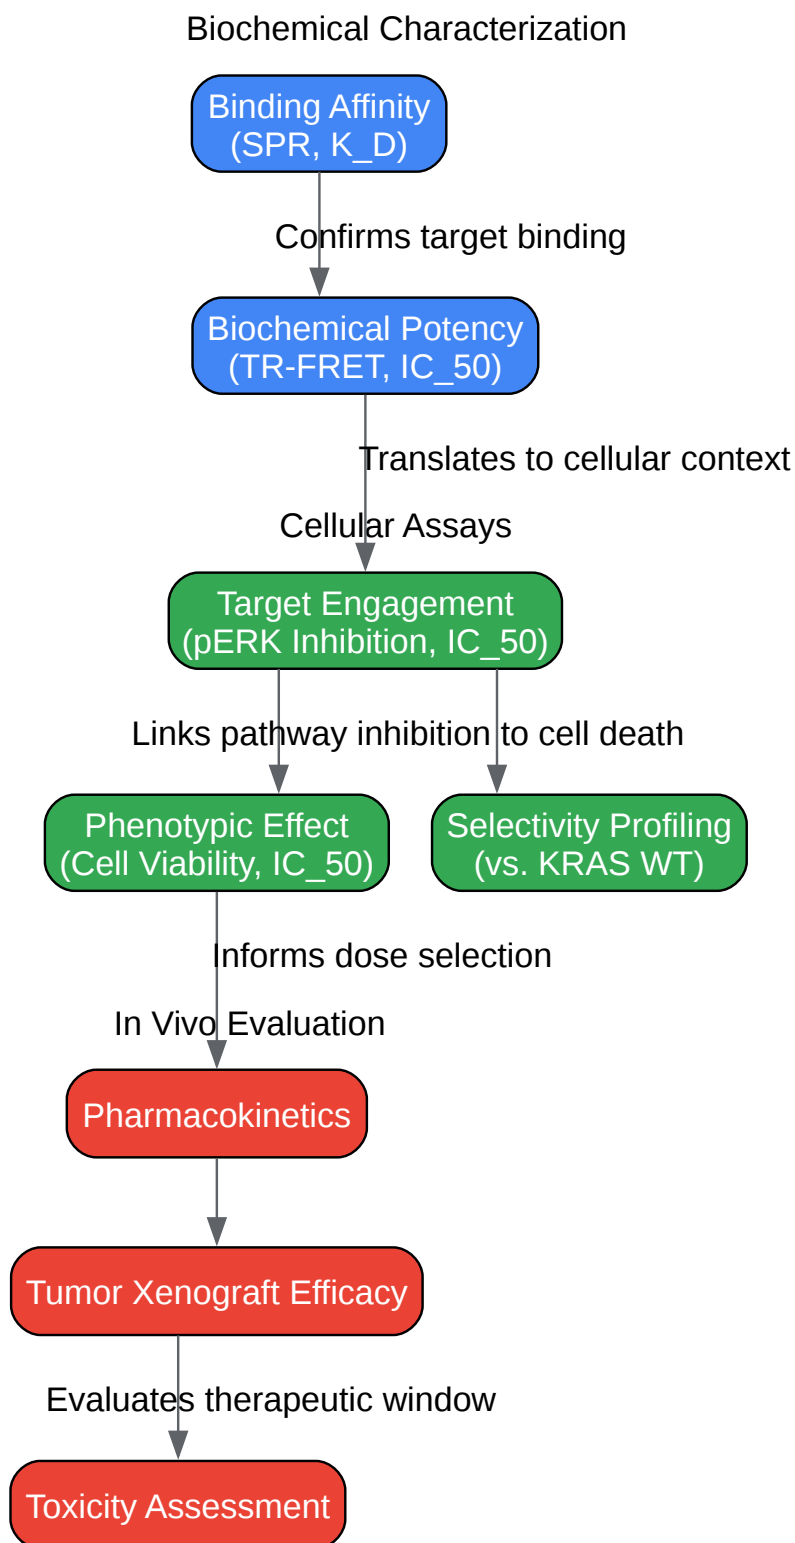 Biochemical Characterization
Binding Affinity
(SPR, K_D)
Confirms target binding
Biochemical Potency
(TR-FRET, IC_50)
Translates to cellular context
Cellular Assays
Target Engagement
(pERK Inhibition, IC_50)
Links pathway inhibition to cell death
Phenotypic Effect
(Cell Viability, IC_50)
Selectivity Profiling
(vs. KRAS WT)
Informs dose selection
In Vivo Evaluation
Pharmacokinetics
Tumor Xenograft Efficacy
Evaluates therapeutic window
Toxicity Assessment